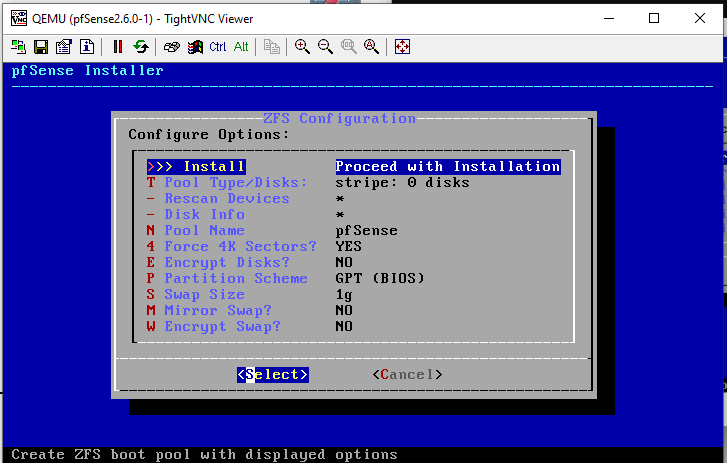 QEMU (pfSense2.6.0-1) - TightVNC Viewer
Ctrl Alt
pfSense Installer
ZFS Configuration
Configure Options:
>>> Install Proceed with Installation
T Pool Type/Disks: stripe: 0 disks
- Rescan Devices *
- Disk Info *
N Pool Name pfSense
4 Force 4K Sectors? YES
E Encrypt Disks? NO
P Partition Scheme GPT (BIOS)
S Swap Size 1g
M Mirror Swap? NO
W Encrypt Swap? NO
<Select> <Cancel>
Create ZFS boot pool with displayed options